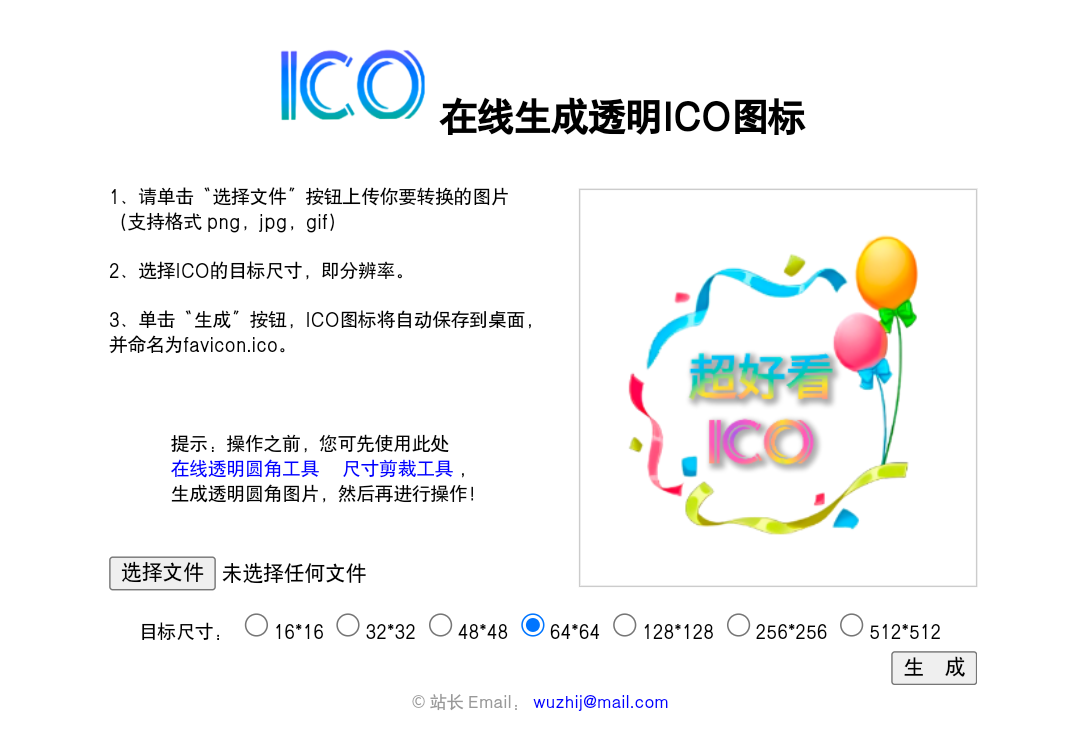 ICO 在线生成透明ICO图标
1、请单击“选择文件”按钮上传你要转换的图片
（支持格式 png，jpg，gif）
2、选择ICO的目标尺寸，即分辨率。
3、单击“生成”按钮，ICO图标将自动保存到桌面，
并命名为favicon.ico。
提示：操作之前，您可先使用此处
在线透明圆角工具 尺寸剪裁工具，
生成透明圆角图片，然后再进行操作！
超好看
ICO
选择文件 未选择任何文件
目标尺寸： 16*16 32*32 48*48 64*64 128*128 256*256 512*512
生 成
© 站长 Email： wuzhij@mail.com